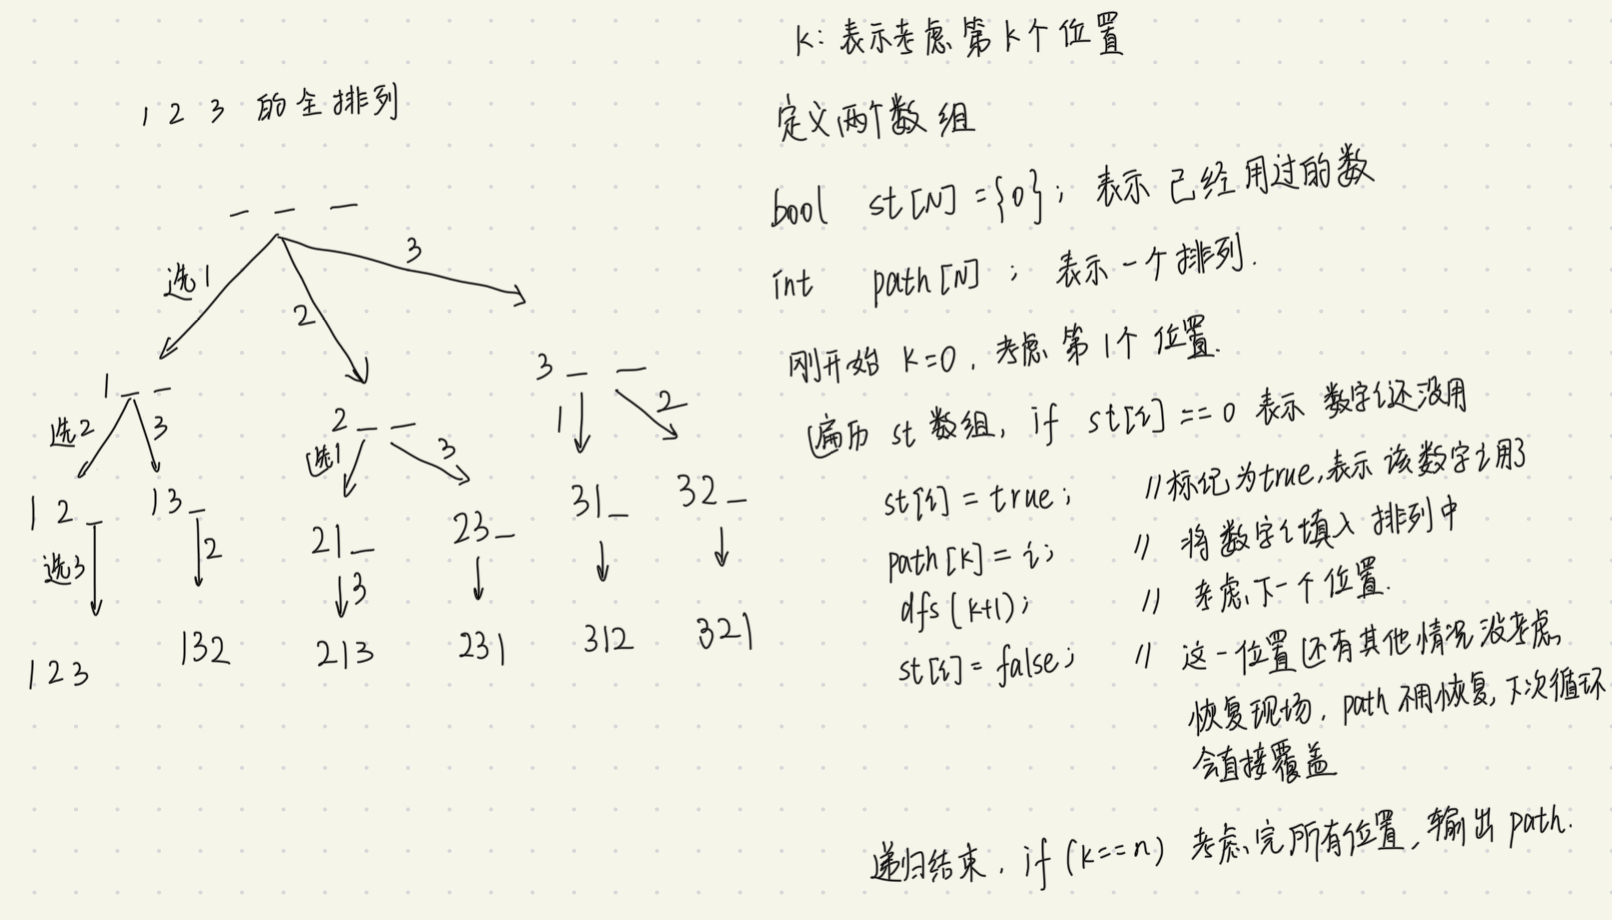 1 2 3 的全排列
_ _ _
选1 2 3
1 _ _
2 _ _
3 _ _
选2 3
选1 3
1 2
1 2 _
1 3 _
21 _
23 _
31 _
32 _
选3 2 3
1 2 3
132
213
231
312
321
k: 表示考虑第k个位置
定义两个数组
bool st[N] = {0}; 表示已经用过的数
int path[N] ; 表示一个排列.
刚开始 k=0, 考虑第1个位置.
遍历 st 数组, if st[i] == 0 表示 数字i还没用
st[i] = true; //标记为true,表示该数字i用了
path[k] = i; // 将数字i填入排列中
dfs(k+1); // 考虑下一个位置.
st[i] = false; // 这一位置还有其他情况没考虑,
恢复现场. path不用恢复,下次循环
会直接覆盖
递归结束. if (k==n) 考虑完所有位置,输出 path.